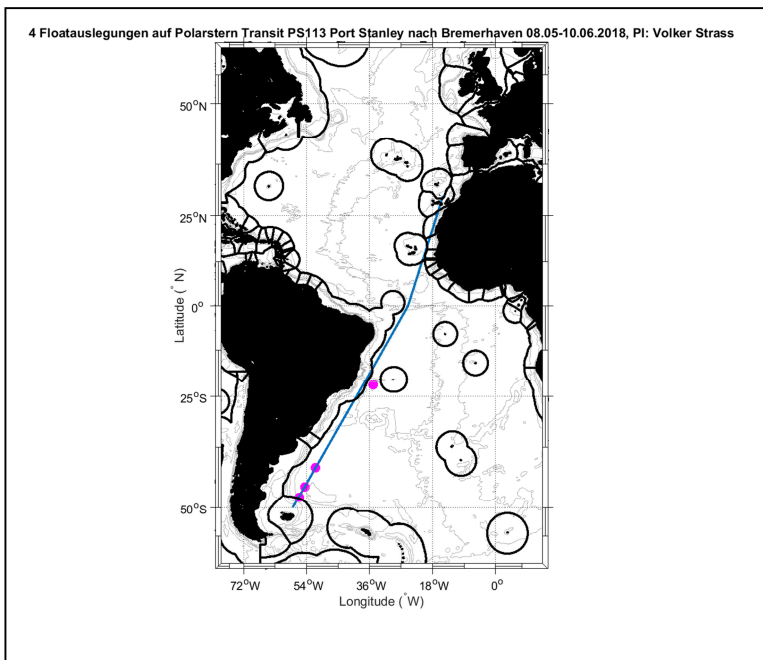 4 Floatauslegungen auf Polarstern Transit PS113 Port Stanley nach Bremerhaven 08.05-10.06.2018, PI: Volker Strass
50°N
25°N
0°
25°S
50°S
Latitude (° N)
72°W
54°W
36°W
18°W
0°
Longitude (°W)